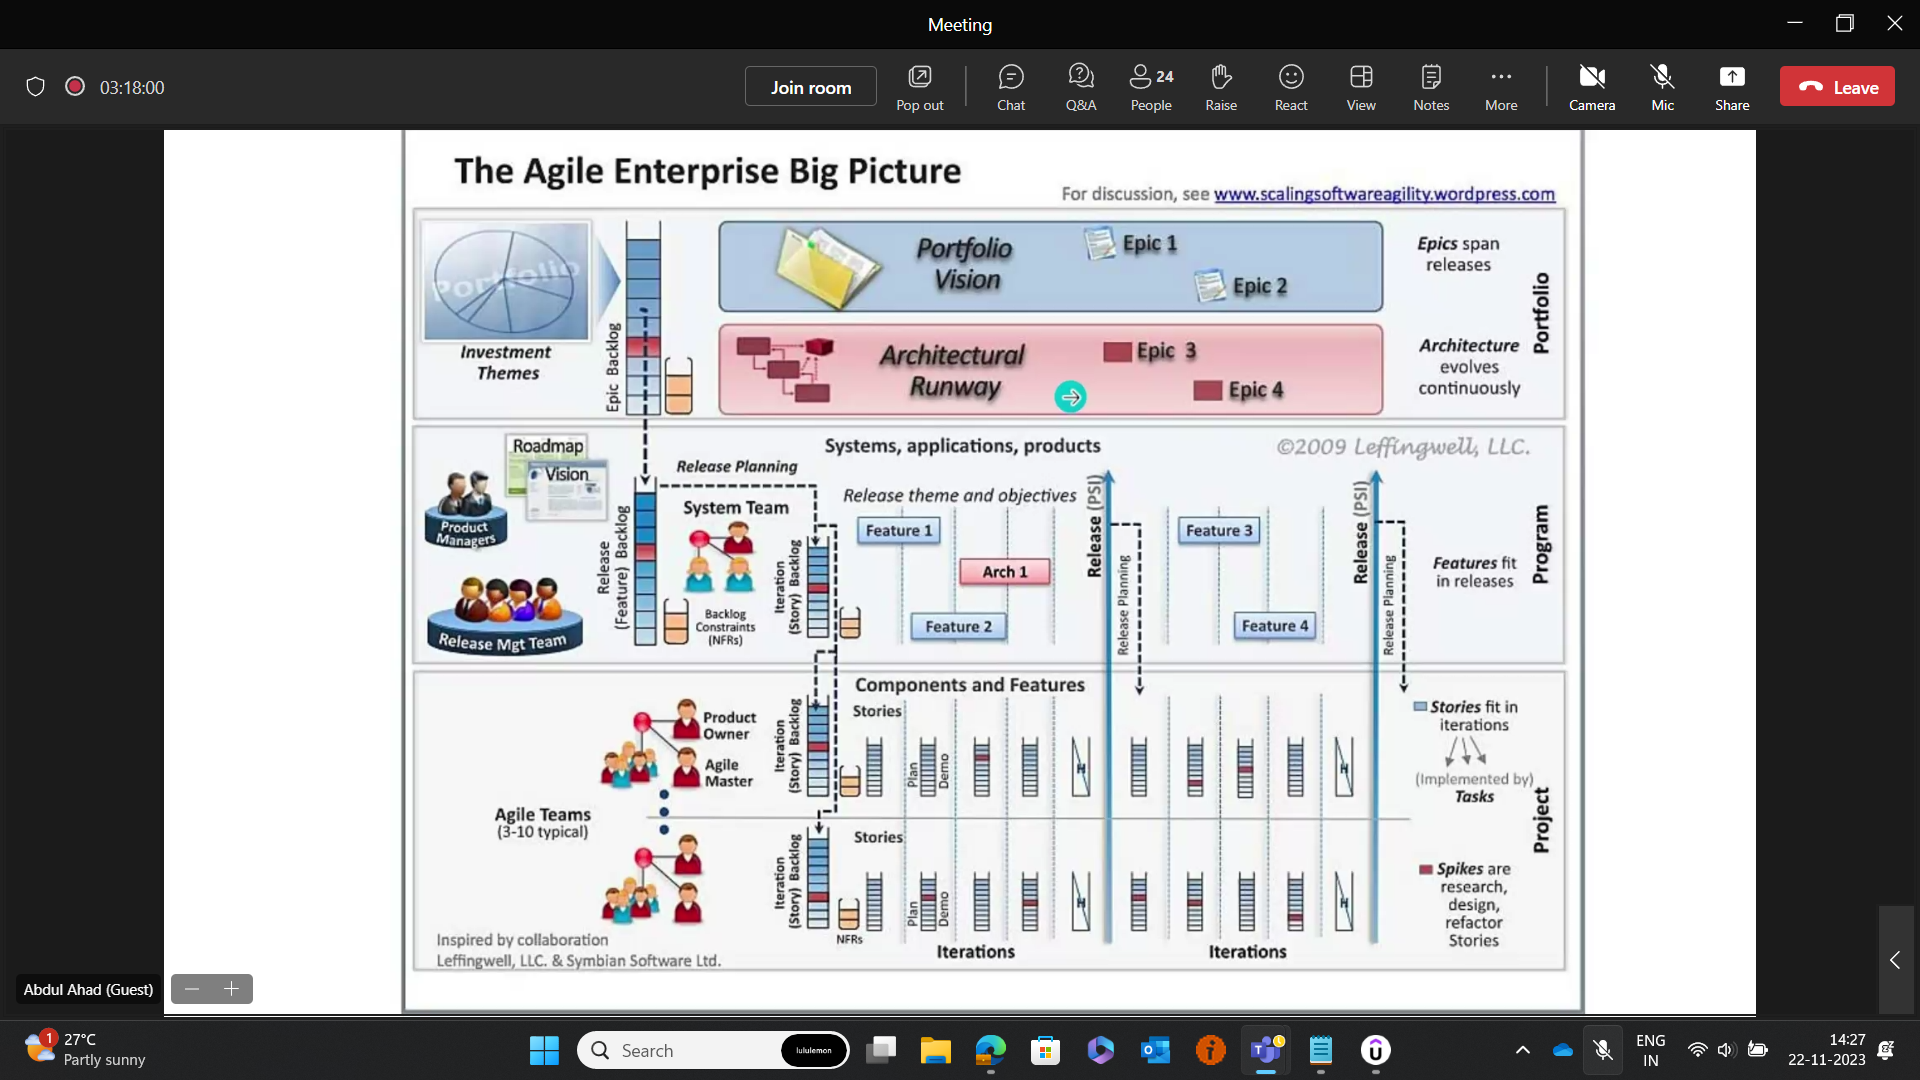 Meeting
03:18:00
Join room
Pop out
Chat
Q&A
24
People
Raise
React
View
Notes
More
Camera
Mic
Share
Leave
The Agile Enterprise Big Picture
For discussion, see www.scalingsoftwareagility.wordpress.com
Portfolio
Investment
Themes
Epic Backlog
Portfolio
Vision
Epic 1
Epic 2
Epics span
releases
Architectural
Runway
Epic 3
Epic 4
Architecture
evolves
continuously
Portfolio
Roadmap
Vision
Product
Managers
Release Mgt Team
Release
(Feature) Backlog
Release Planning
System Team
Backlog
Constraints
(NFRs)
Iteration
(Story) Backlog
Systems, applications, products
©2009 Leffingwell, LLC.
Release theme and objectives
Feature 1
Arch 1
Feature 2
Release (PSI)
Release Planning
Feature 3
Feature 4
Release (PSI)
Release Planning
Features fit
in releases
Program
Components and Features
Product
Owner
Agile
Master
Iteration
(Story) Backlog
Stories
Plan
Demo
H
H
Stories fit in
iterations
(Implemented by)
Tasks
Agile Teams
(3-10 typical)
Project
Iteration
(Story) Backlog
Stories
NFRs
Plan
Demo
H
H
Spikes are
research,
design,
refactor
Stories
Iterations
Iterations
Inspired by collaboration
Leffingwell, LLC. & Symbian Software Ltd.
Abdul Ahad (Guest)
1
27°C
Partly sunny
Search
lululemon
ENG
IN
14:27
22-11-2023